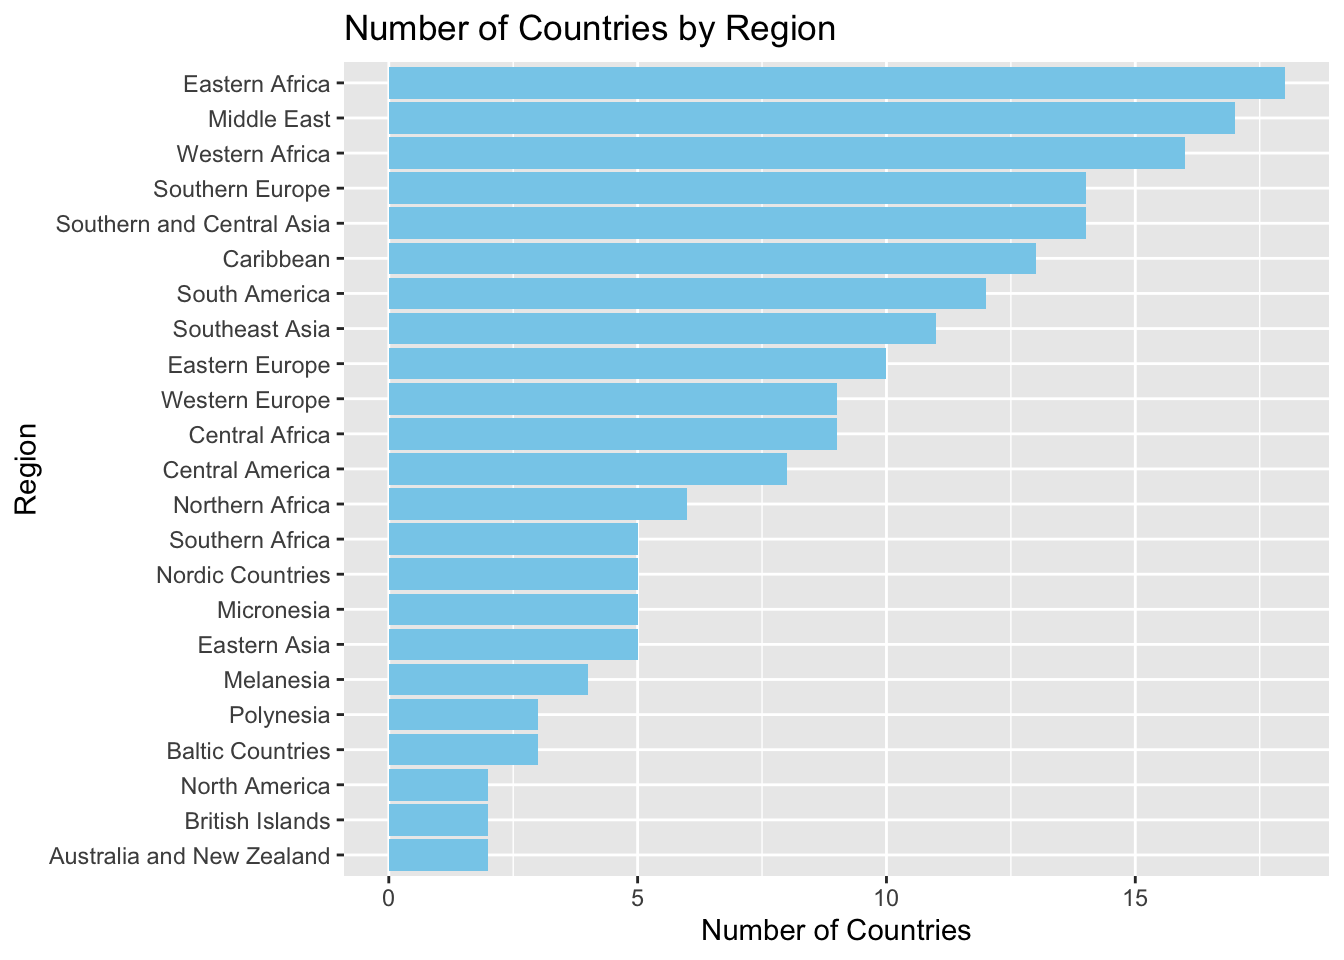 Number of Countries by Region
Eastern Africa
Middle East
Western Africa
Southern Europe
Southern and Central Asia
Caribbean
South America
Southeast Asia
Eastern Europe
Western Europe
Central Africa
Central America
Northern Africa
Southern Africa
Nordic Countries
Micronesia
Eastern Asia
Melanesia
Polynesia
Baltic Countries
North America
British Islands
Australia and New Zealand
Region
0 5 10 15
Number of Countries